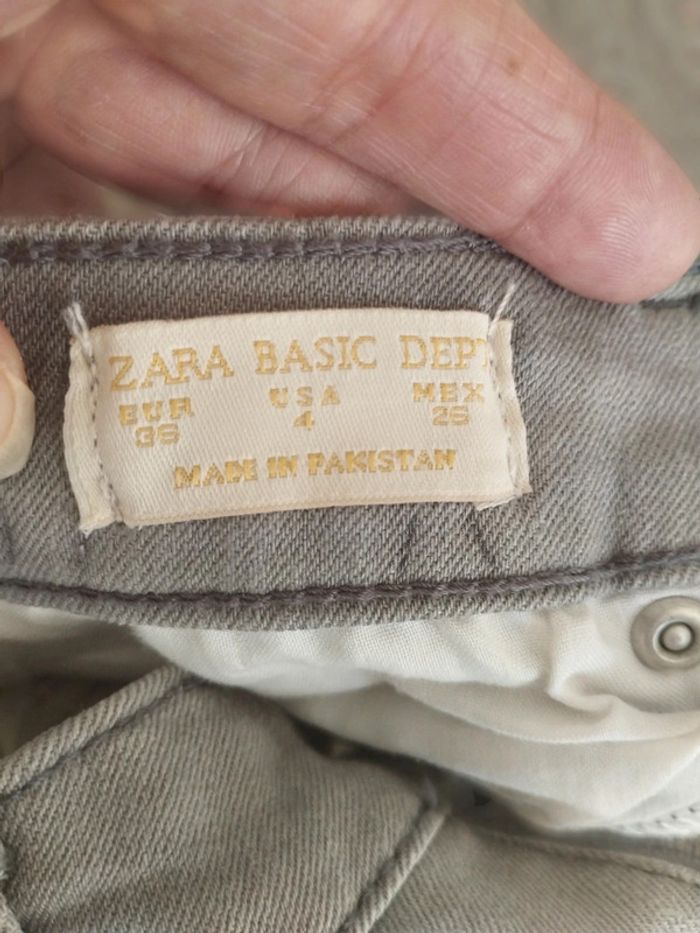 ZARA BASIC DEPT
EUR USA MEX
36 4 26
MADE IN PAKISTAN